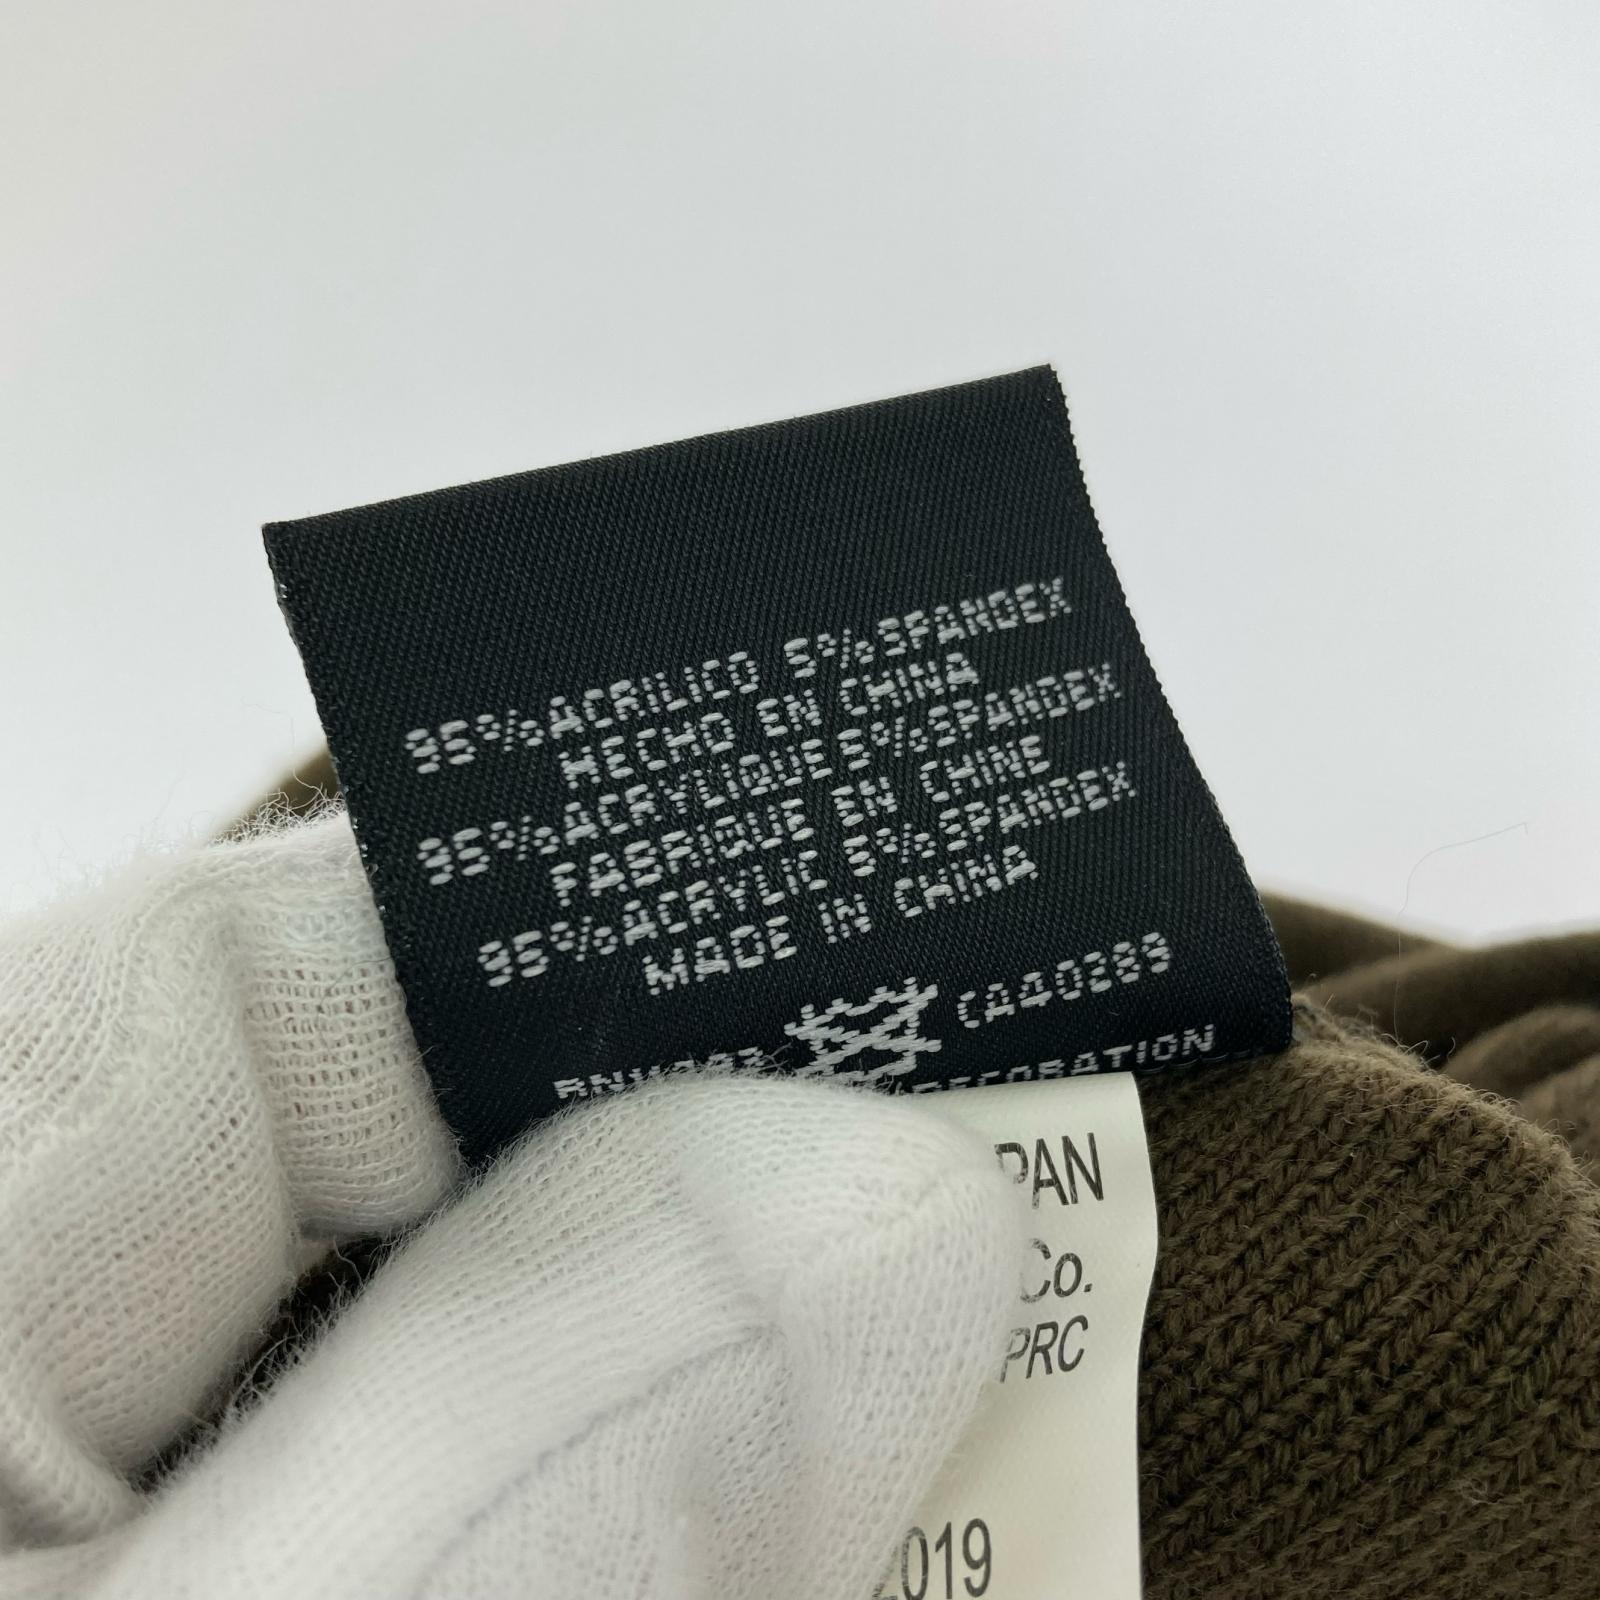 95%ACRILICO 5%SPANDEX
HECHO EN CHINA
95%ACRYLIQUE 5%SPANDEX
FABRIQUE EN CHINE
95%ACRYLIC 5%SPANDEX
MADE IN CHINA
CA40289
PAN
Co.
PRC
2019